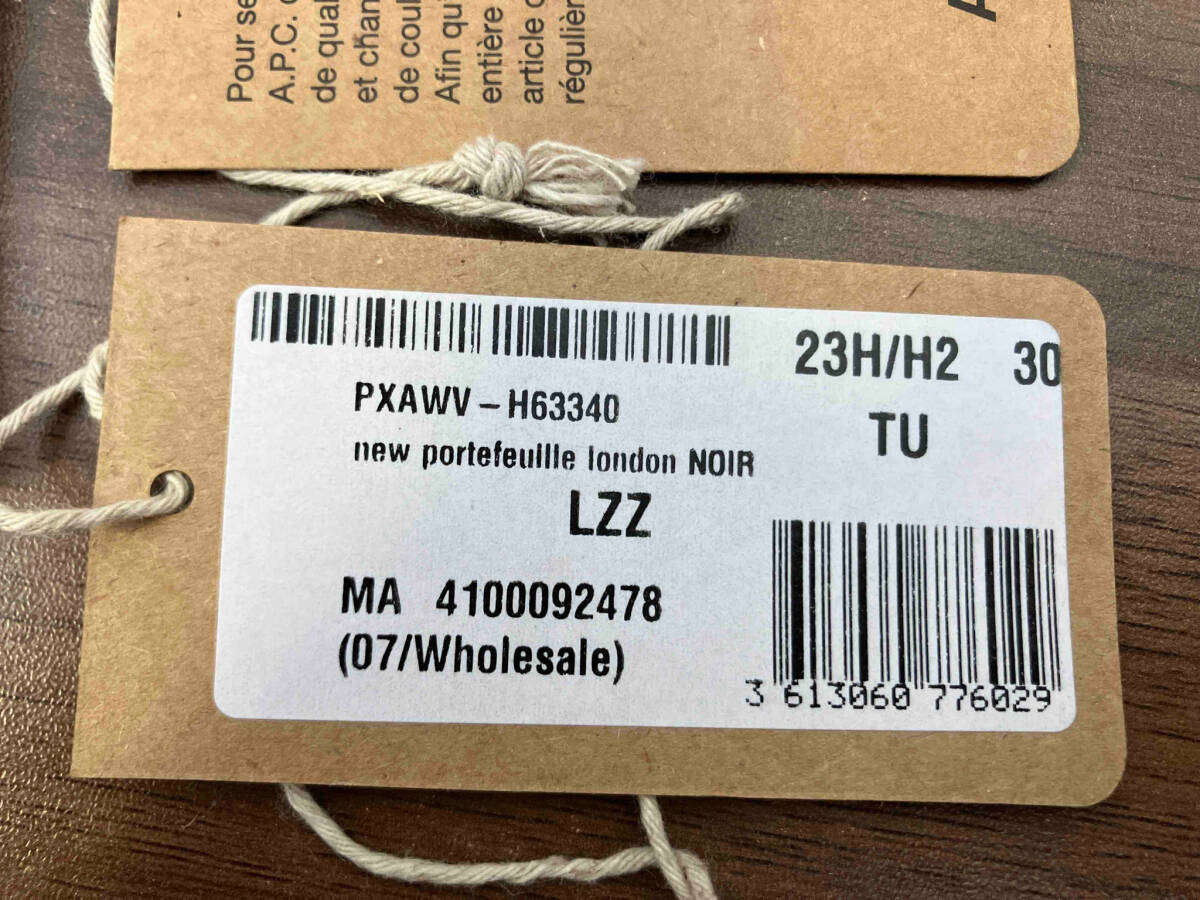 Pour se
A.P.C.
de qual
et chan
de coul
Afin qu'
entière
article
régulièr
A
23H/H2 30
PXAWV - H63340
TU
new portefeuille london NOIR
LZZ
MA 4100092478
(07/Wholesale)
3 613060 776029